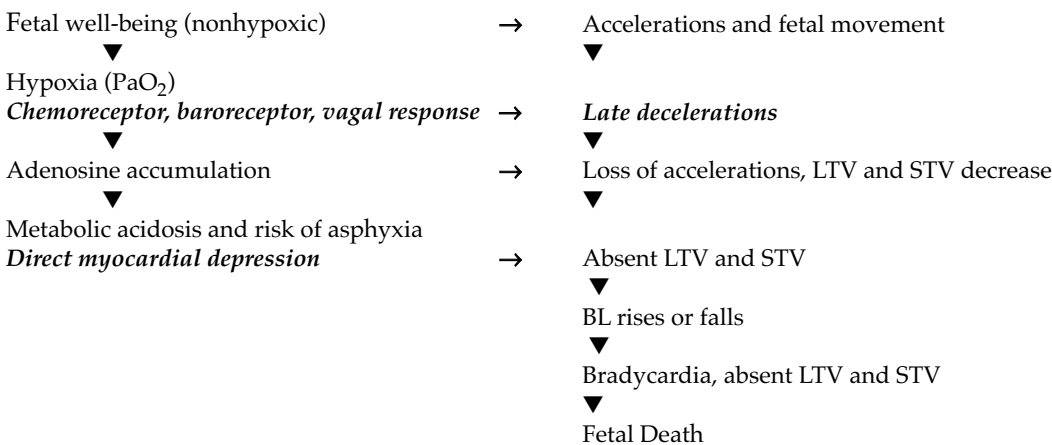 Fetal well-being (nonhypoxic) → Accelerations and fetal movement
▼ ▼
Hypoxia (PaO₂)
Chemoreceptor, baroreceptor, vagal response → Late decelerations
▼ ▼
Adenosine accumulation → Loss of accelerations, LTV and STV decrease
▼ ▼
Metabolic acidosis and risk of asphyxia
Direct myocardial depression → Absent LTV and STV
▼
BL rises or falls
▼
Bradycardia, absent LTV and STV
▼
Fetal Death